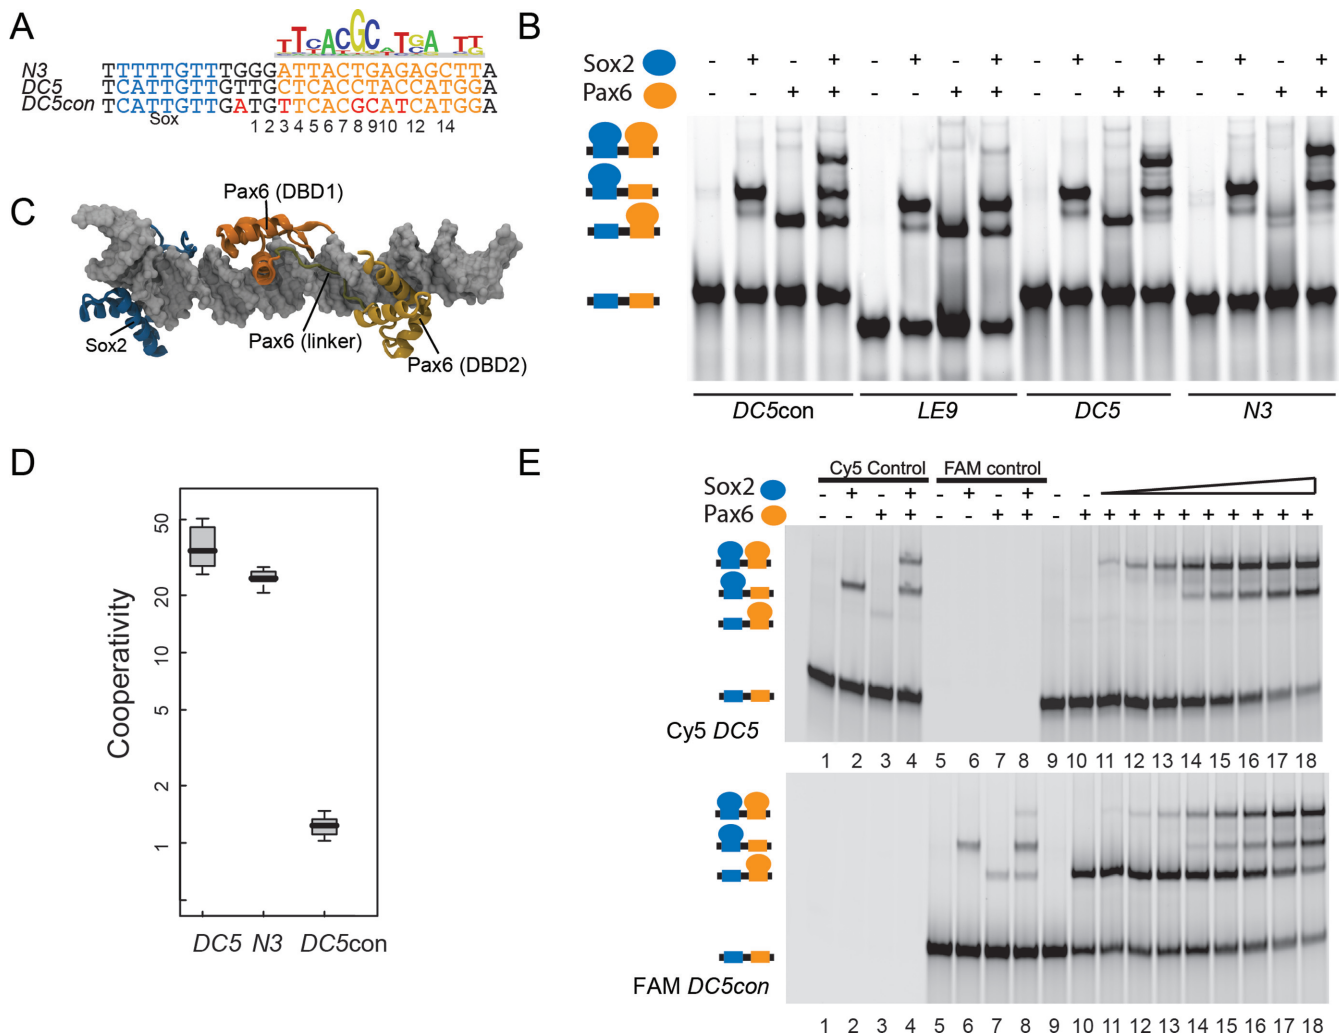 A
TTCACGCATGA TT
N3 TTTTTGTTTGGGATTACTGAGAGCTTA
DC5 TCATTGTTGTTGCTCACCTACCATGGA
DC5con TCATTGTTGATGTTCACGCATCATGGA
Sox
1 2 3 4 5 6 7 8 9 10 12 14
B
Sox2 - + - + - + - + - + - + - + - +
Pax6 - - + + - - + + - - + + - - + +
DC5con LE9 DC5 N3
C
Pax6 (DBD1)
Sox2
Pax6 (linker)
Pax6 (DBD2)
D
Cooperativity
50
20
10
5
2
1
DC5 N3 DC5con
E
Cy5 Control FAM control
Sox2 - + - + - + - + - -
Pax6 - - + + - - + + - + + + + + + + + +
Cy5 DC5
1 2 3 4 5 6 7 8 9 10 11 12 13 14 15 16 17 18
FAM DC5con
1 2 3 4 5 6 7 8 9 10 11 12 13 14 15 16 17 18